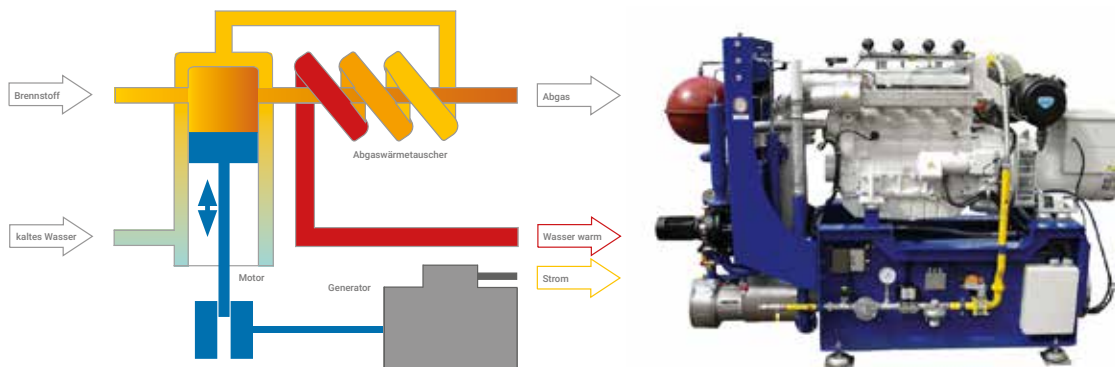 Brennstoff
Abgas
Abgaswärmetauscher
kaltes Wasser
Wasser warm
Motor
Generator
Strom